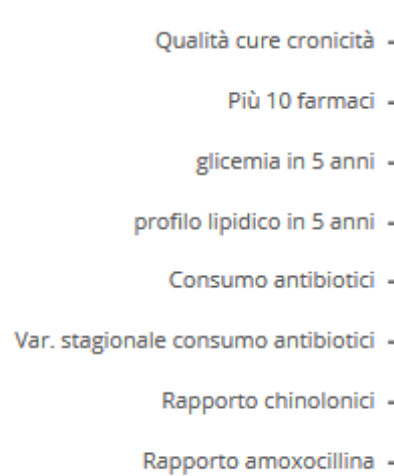 Qualità cure cronicità
Più 10 farmaci
glicemia in 5 anni
profilo lipidico in 5 anni
Consumo antibiotici
Var. stagionale consumo antibiotici
Rapporto chinolonici
Rapporto amoxocillina